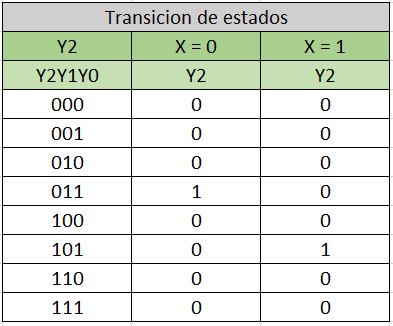 Transicion de estados
Y2 X = 0 X = 1
Y2Y1Y0 Y2 Y2
000 0 0
001 0 0
010 0 0
011 1 0
100 0 0
101 0 1
110 0 0
111 0 0